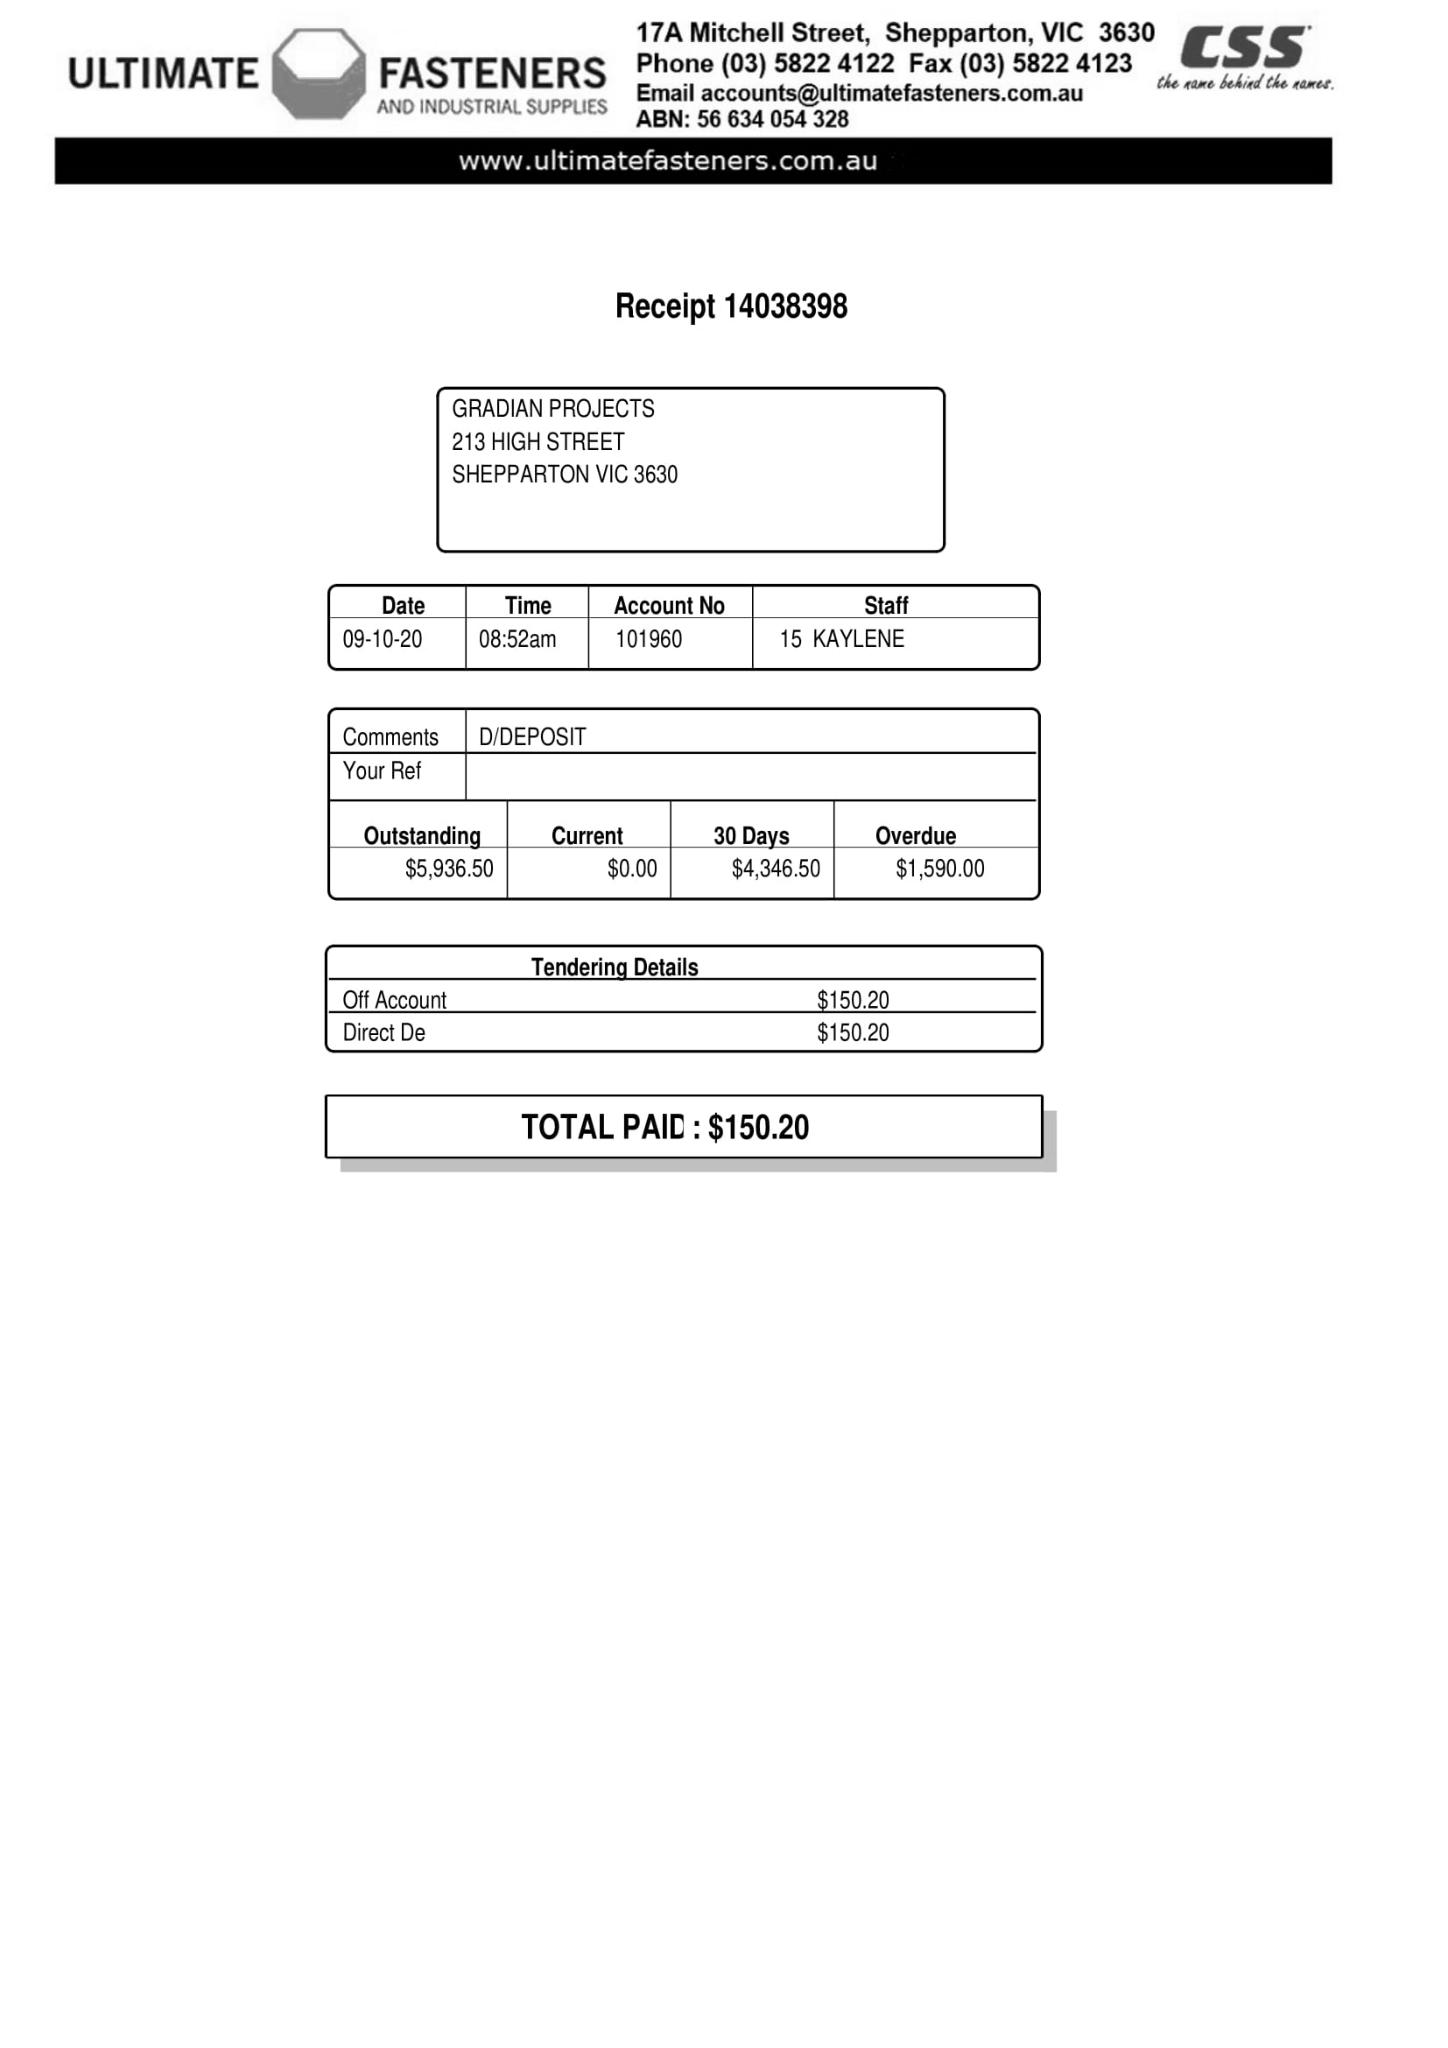 ULTIMATE FASTENERS
AND INDUSTRIAL SUPPLIES
17A Mitchell Street, Shepparton, VIC 3630
Phone (03) 5822 4122 Fax (03) 5822 4123
Email accounts@ultimatefasteners.com.au
ABN: 56 634 054 328
CSS
the name behind the names.
www.ultimatefasteners.com.au
Receipt 14038398
GRADIAN PROJECTS
213 HIGH STREET
SHEPPARTON VIC 3630
Date Time Account No Staff
09-10-20 08:52am 101960 15 KAYLENE
Comments D/DEPOSIT
Your Ref
Outstanding Current 30 Days Overdue
$5,936.50 $0.00 $4,346.50 $1,590.00
Tendering Details
Off Account $150.20
Direct De $150.20
TOTAL PAID : $150.20